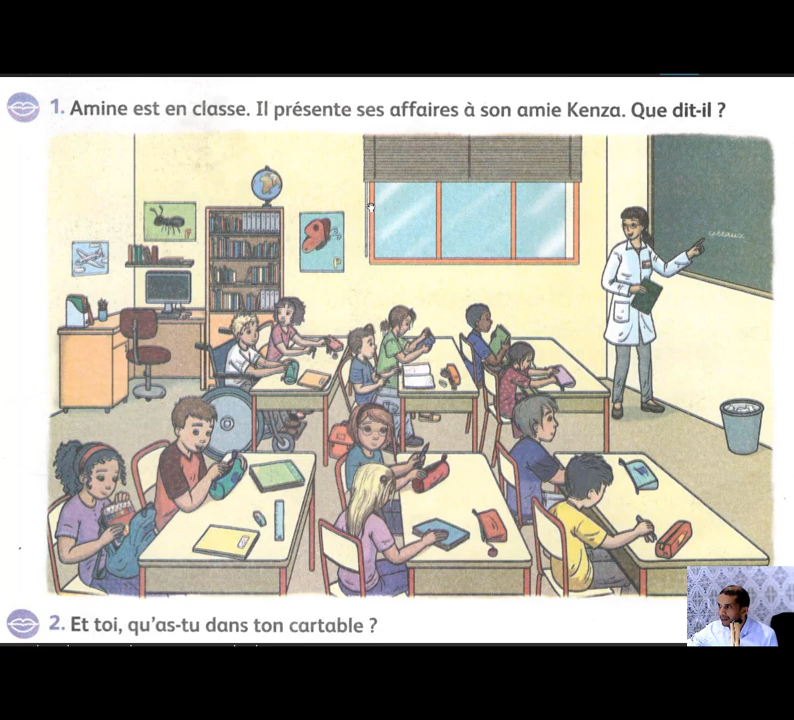 1. Amine est en classe. Il présente ses affaires à son amie Kenza. Que dit-il ?
2. Et toi, qu'as-tu dans ton cartable ?